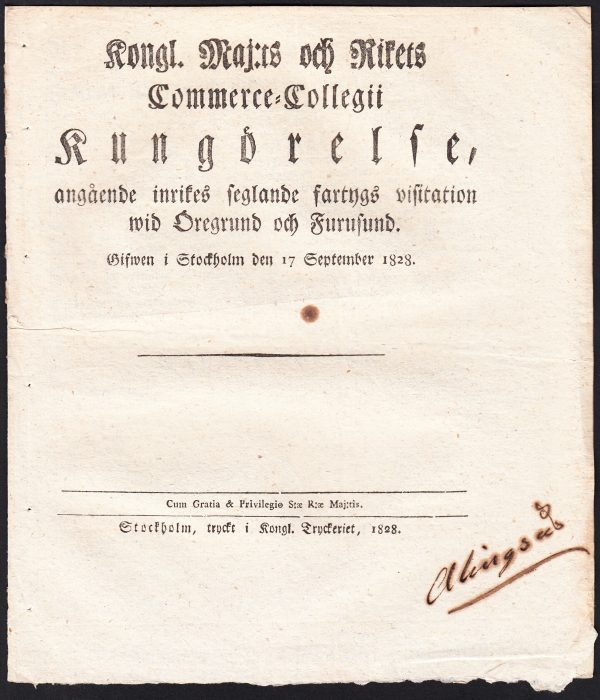 Kongl. Maj:ts och Rikets
Commerce-Collegii
Kungörelse,
angående inrikes seglande fartygs visitation
wid Öregrund och Furusund.
Gifwen i Stockholm den 17 September 1828.
Cum Gratia & Privilegio S:æ R:æ Maj:tis.
Stockholm, tryckt i Kongl. Tryckeriet, 1828.
Alingsås